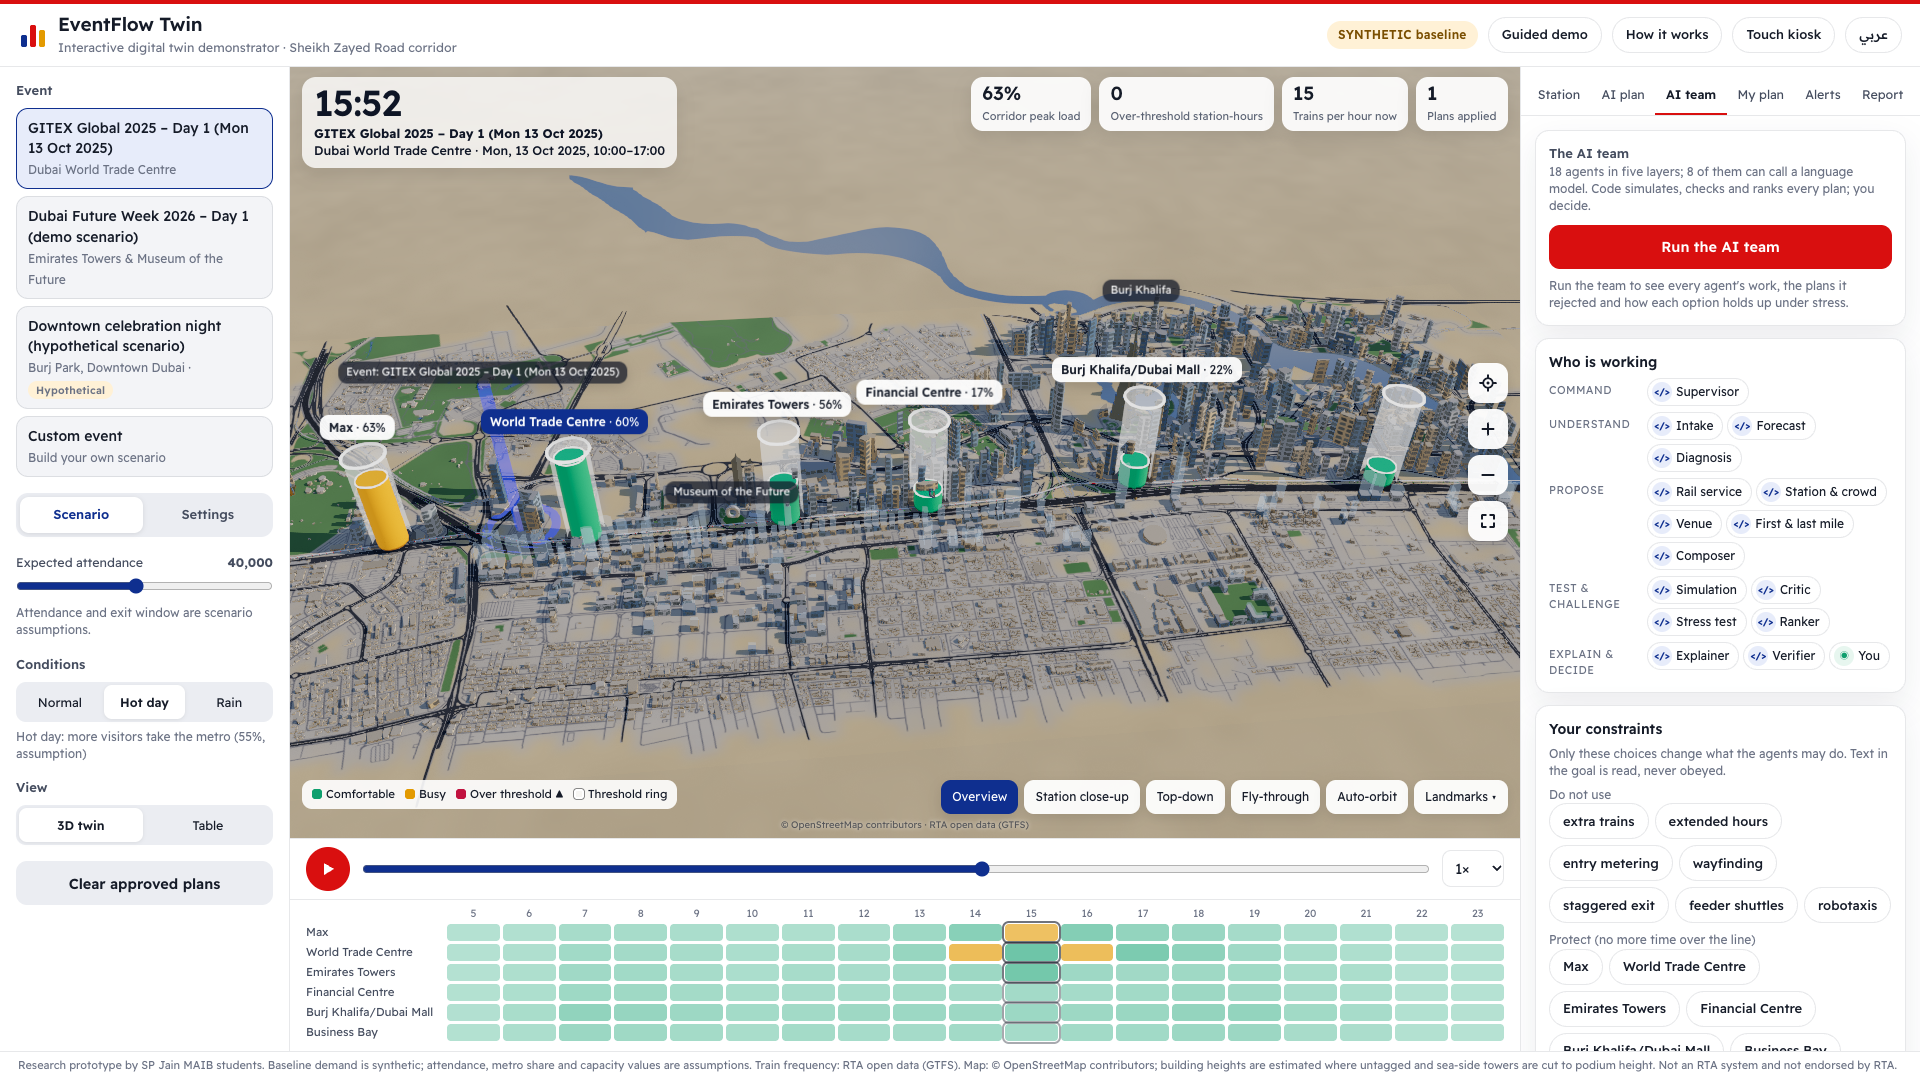 EventFlow Twin
Interactive digital twin demonstrator · Sheikh Zayed Road corridor
SYNTHETIC baseline
Guided demo
How it works
Touch kiosk
عربي
Event
GITEX Global 2025 – Day 1 (Mon
13 Oct 2025)
Dubai World Trade Centre
Dubai Future Week 2026 – Day 1
(demo scenario)
Emirates Towers & Museum of the
Future
Downtown celebration night
(hypothetical scenario)
Burj Park, Downtown Dubai ·
Hypothetical
Custom event
Build your own scenario
Scenario
Settings
Expected attendance
40,000
Attendance and exit window are scenario
assumptions.
Conditions
Normal
Hot day
Rain
Hot day: more visitors take the metro (55%,
assumption)
View
3D twin
Table
Clear approved plans
15:52
GITEX Global 2025 – Day 1 (Mon 13 Oct 2025)
Dubai World Trade Centre · Mon, 13 Oct 2025, 10:00–17:00
63%
Corridor peak load
0
Over-threshold station-hours
15
Trains per hour now
1
Plans applied
Burj Khalifa
Event: GITEX Global 2025 – Day 1 (Mon 13 Oct 2025)
Max · 63%
World Trade Centre · 60%
Emirates Towers · 56%
Financial Centre · 17%
Burj Khalifa/Dubai Mall · 22%
Museum of the Future
Comfortable
Busy
Over threshold ▲
Threshold ring
Overview
Station close-up
Top-down
Fly-through
Auto-orbit
Landmarks ▾
© OpenStreetMap contributors · RTA open data (GTFS)
1×
5 6 7 8 9 10 11 12 13 14 15 16 17 18 19 20 21 22 23
Max
World Trade Centre
Emirates Towers
Financial Centre
Burj Khalifa/Dubai Mall
Business Bay
Station
AI plan
AI team
My plan
Alerts
Report
The AI team
18 agents in five layers; 8 of them can call a language
model. Code simulates, checks and ranks every plan; you
decide.
Run the AI team
Run the team to see every agent's work, the plans it
rejected and how each option holds up under stress.
Who is working
COMMAND
</> Supervisor
UNDERSTAND
</> Intake
</> Forecast
</> Diagnosis
PROPOSE
</> Rail service
</> Station & crowd
</> Venue
</> First & last mile
</> Composer
TEST &
CHALLENGE
</> Simulation
</> Critic
</> Stress test
</> Ranker
EXPLAIN &
DECIDE
</> Explainer
</> Verifier
You
Your constraints
Only these choices change what the agents may do. Text in
the goal is read, never obeyed.
Do not use
extra trains
extended hours
entry metering
wayfinding
staggered exit
feeder shuttles
robotaxis
Protect (no more time over the line)
Max
World Trade Centre
Emirates Towers
Financial Centre
Burj Khalifa/Dubai Mall
Business Bay
Research prototype by SP Jain MAIB students. Baseline demand is synthetic; attendance, metro share and capacity values are assumptions. Train frequency: RTA open data (GTFS). Map: © OpenStreetMap contributors; building heights are estimated where untagged and sea-side towers are cut to podium height. Not an RTA system and not endorsed by RTA.